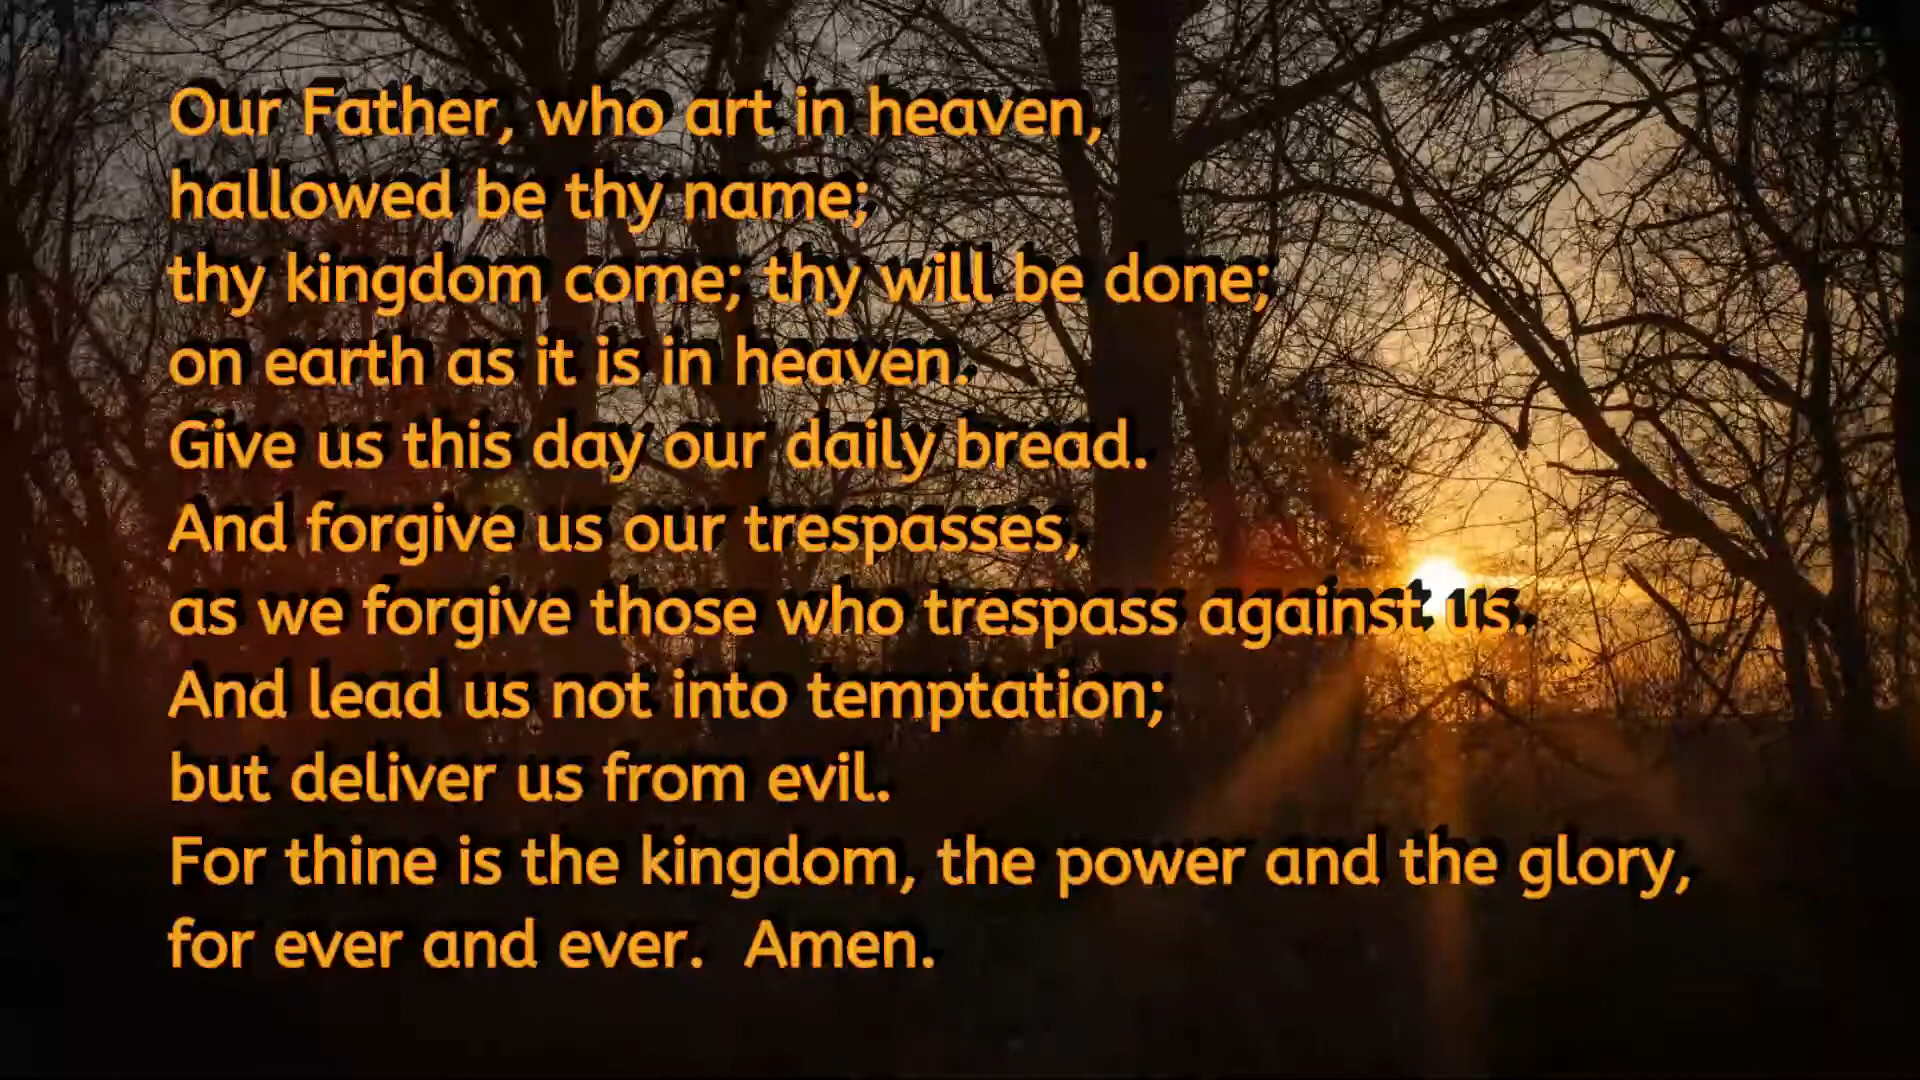 Our Father, who art in heaven,
hallowed be thy name;
thy kingdom come; thy will be done;
on earth as it is in heaven.
Give us this day our daily bread.
And forgive us our trespasses,
as we forgive those who trespass against us.
And lead us not into temptation;
but deliver us from evil.
For thine is the kingdom, the power and the glory,
for ever and ever.  Amen.